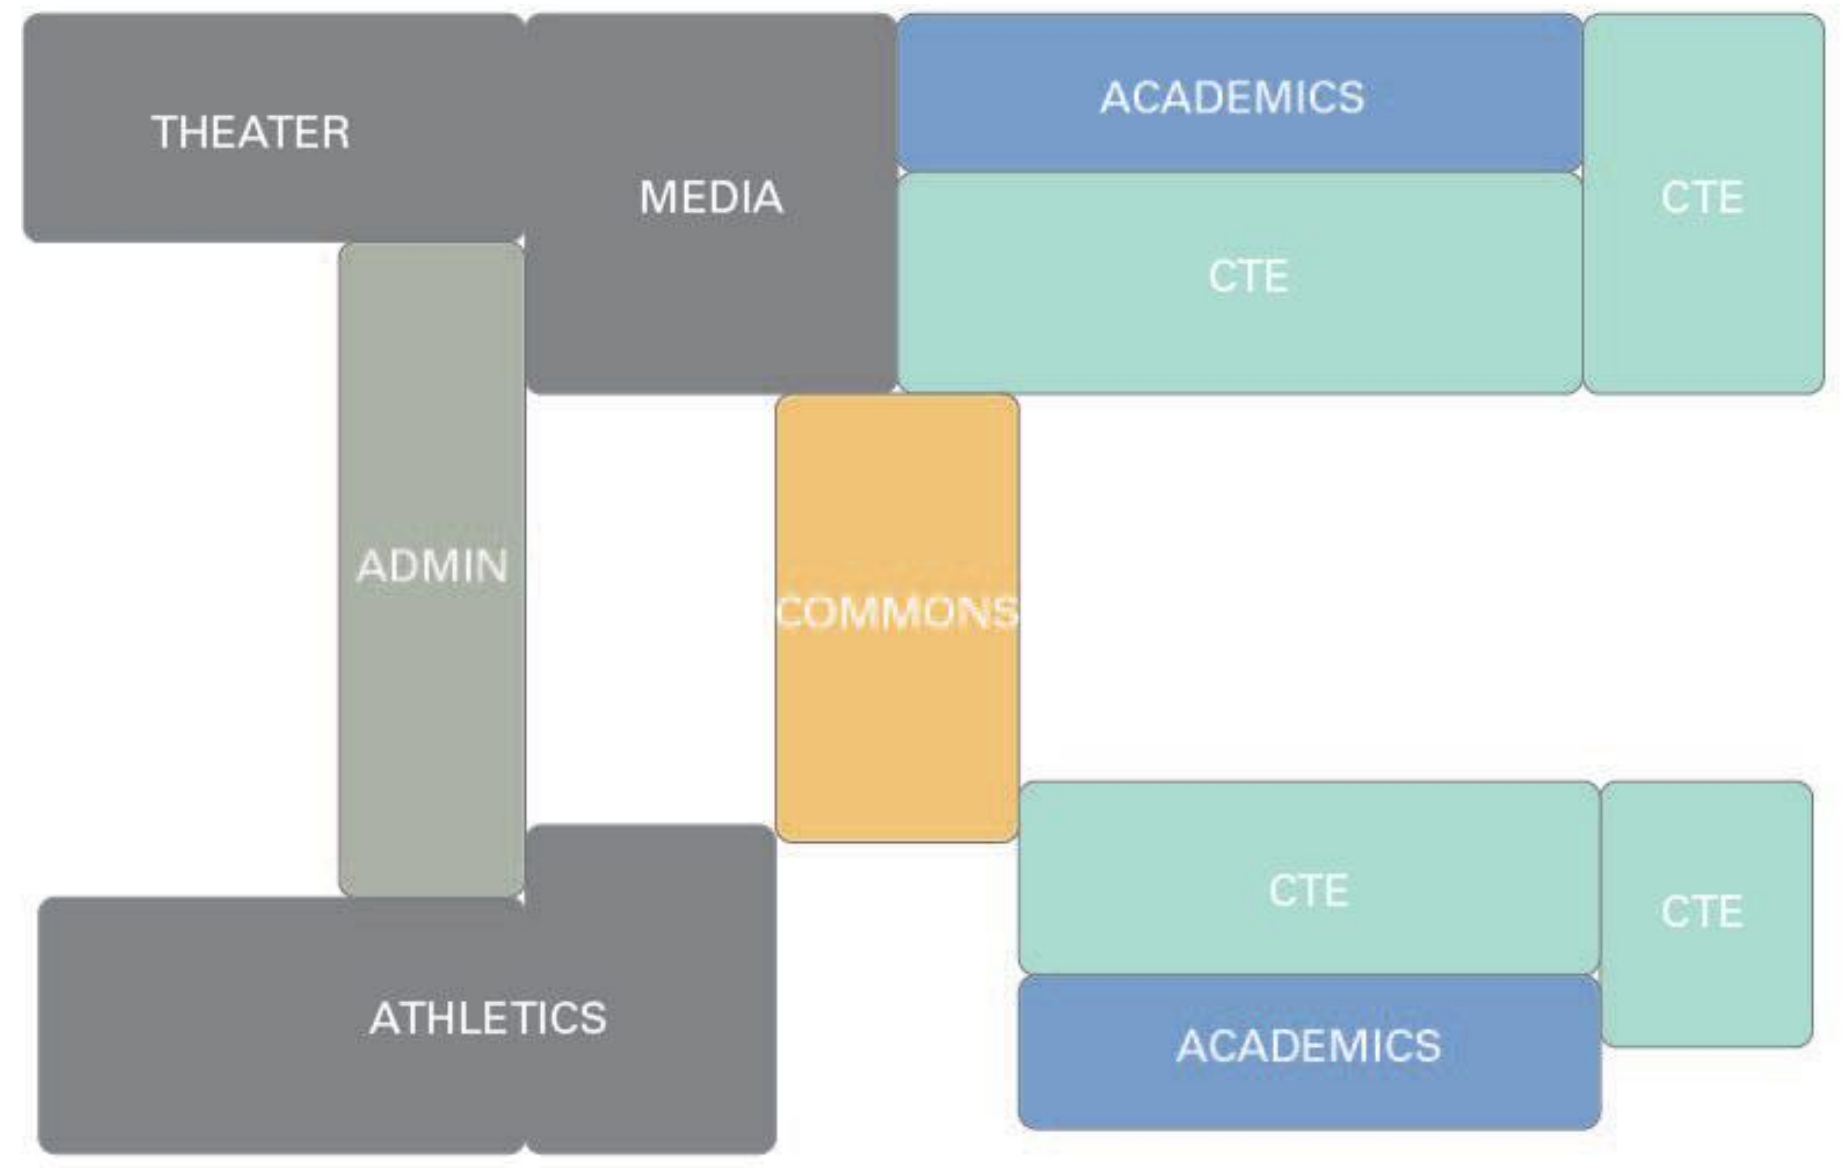 THEATER
MEDIA
ACADEMICS
CTE
CTE
ADMIN
COMMONS
ATHLETICS
CTE
CTE
ACADEMICS